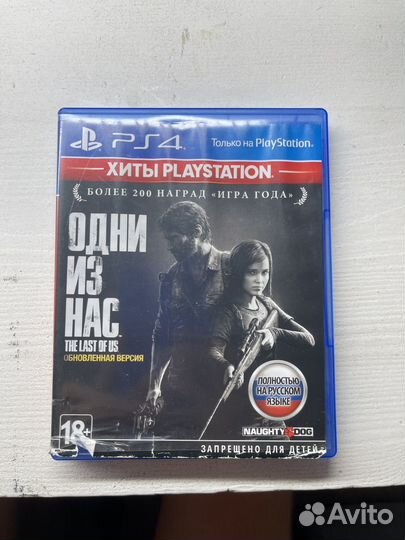 PS4
Только на PlayStation
ХИТЫ PLAYSTATION
БОЛЕЕ 200 НАГРАД «ИГРА ГОДА»
ОДНИ
ИЗ
НАС
THE LAST OF US
ОБНОВЛЕННАЯ ВЕРСИЯ
ПОЛНОСТЬЮ
НА РУССКОМ
ЯЗЫКЕ
18+
NAUGHTY DOG
ЗАПРЕЩЕНО ДЛЯ ДЕТЕЙ
Avito